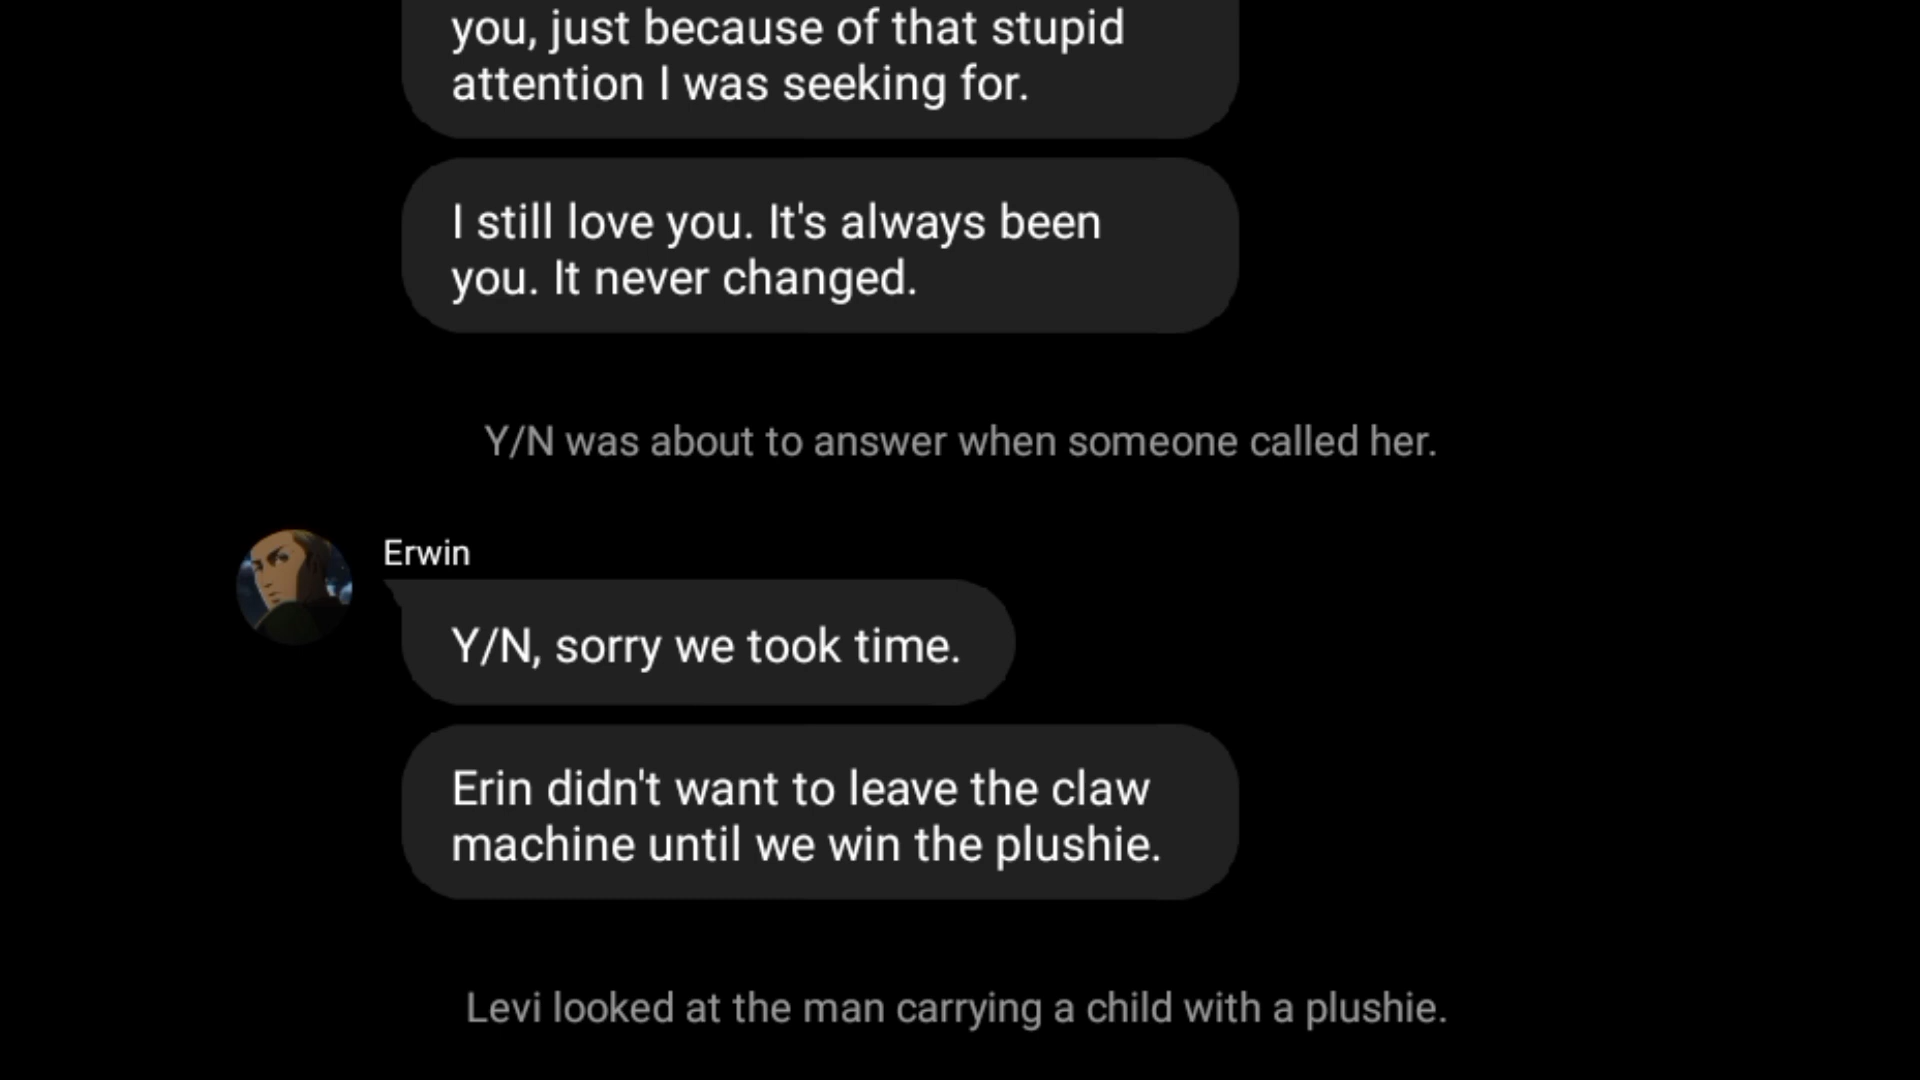 you, just because of that stupid
attention I was seeking for.
I still love you. It's always been
you. It never changed.
Y/N was about to answer when someone called her.
Erwin
Y/N, sorry we took time.
Erin didn't want to leave the claw
machine until we win the plushie.
Levi looked at the man carrying a child with a plushie.